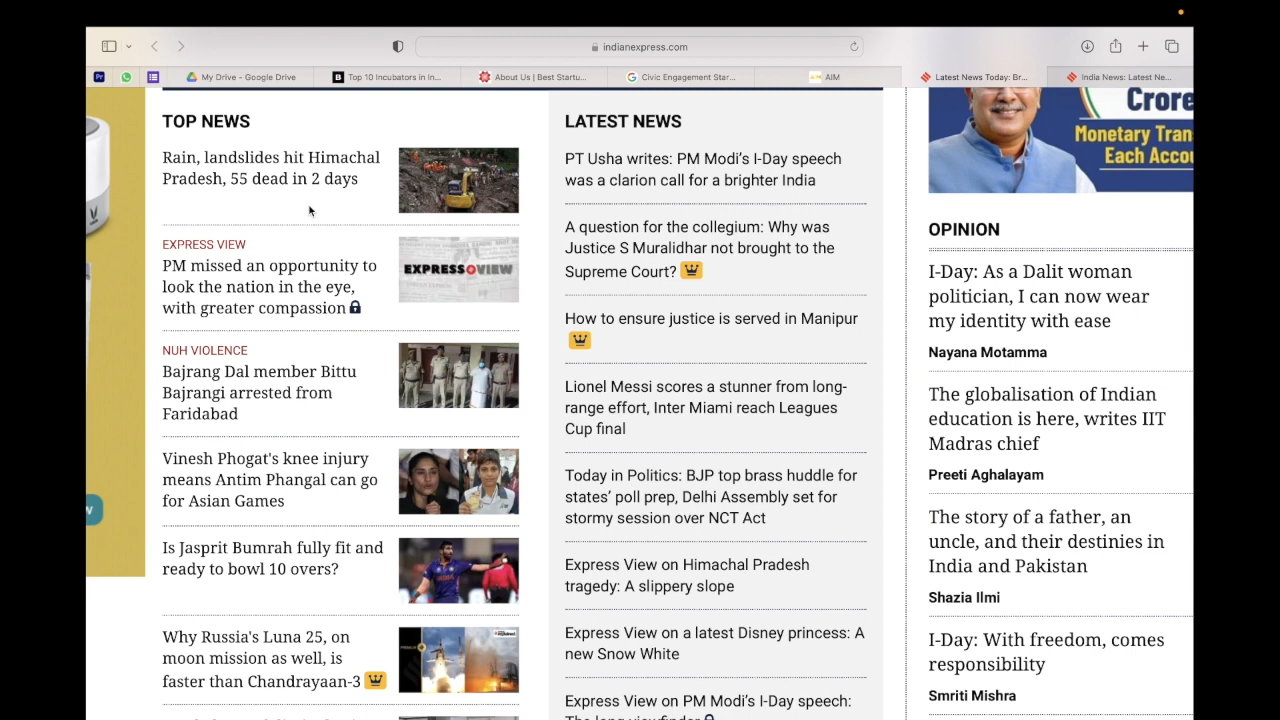 indianexpress.com
My Drive - Google Drive
Top 10 Incubators in In...
About Us | Best Startu...
Civic Engagement Star...
AIM
Latest News Today: Br...
India News: Latest Ne...
TOP NEWS
Rain, landslides hit Himachal
Pradesh, 55 dead in 2 days
EXPRESS VIEW
PM missed an opportunity to
look the nation in the eye,
with greater compassion
EXPRESS VIEW
NUH VIOLENCE
Bajrang Dal member Bittu
Bajrangi arrested from
Faridabad
Vinesh Phogat's knee injury
means Antim Phangal can go
for Asian Games
Is Jasprit Bumrah fully fit and
ready to bowl 10 overs?
INDIA
Why Russia's Luna 25, on
moon mission as well, is
faster than Chandrayaan-3
LATEST NEWS
PT Usha writes: PM Modi's I-Day speech
was a clarion call for a brighter India
A question for the collegium: Why was
Justice S Muralidhar not brought to the
Supreme Court?
How to ensure justice is served in Manipur
Lionel Messi scores a stunner from long-
range effort, Inter Miami reach Leagues
Cup final
Today in Politics: BJP top brass huddle for
states' poll prep, Delhi Assembly set for
stormy session over NCT Act
Express View on Himachal Pradesh
tragedy: A slippery slope
Express View on a latest Disney princess: A
new Snow White
Express View on PM Modi's I-Day speech:
Crore
Monetary Tran
Each Accou
OPINION
I-Day: As a Dalit woman
politician, I can now wear
my identity with ease
Nayana Motamma
The globalisation of Indian
education is here, writes IIT
Madras chief
Preeti Aghalayam
The story of a father, an
uncle, and their destinies in
India and Pakistan
Shazia Ilmi
I-Day: With freedom, comes
responsibility
Smriti Mishra